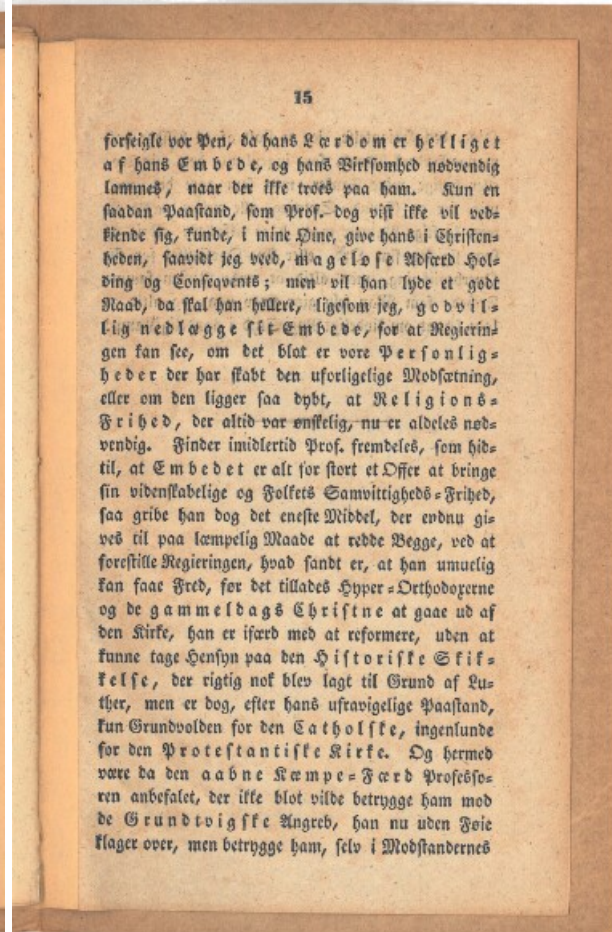 15
forseigle vor Pen, da hans Lærdom er helliget
af hans Embede, og hans Virksomhed nødvendig
lammes, naar der ikke troes paa ham. Kun en
saadan Paastand, som Prof. dog vist ikke vil ved-
kiende sig, kunde, i mine Øine, give hans i Christen-
heden, saavidt jeg veed, mageløse Adfærd Hol-
ding og Conseqvents; men vil han lyde et godt
Raad, da skal han hellere, ligesom jeg, godvil-
lig nedlægge sit Embede, for at Regierin-
gen kan see, om det blot er vore Personlig-
heder der har skabt den uforligelige Modsætning,
eller om den ligger saa dybt, at Religions-
Frihed, der altid var ønskelig, nu er aldeles nød-
vendig. Finder imidlertid Prof. fremdeles, som hid-
til, at Embedet er alt for stort et Offer at bringe
sin videnskabelige og Folkets Samvittigheds-Frihed,
saa gribe han dog det eneste Middel, der endnu gi-
ves til paa læmpelig Maade at redde Begge, ved at
forestille Regieringen, hvad sandt er, at han umuelig
kan faae Fred, før det tillades Hyper-Orthodoxerne
og de gammeldags Christne at gaae ud af
den Kirke, han er ifærd med at reformere, uden at
kunne tage Hensyn paa den Historiske Skik-
kelse, der rigtig nok blev lagt til Grund af Lu-
ther, men er dog, efter hans ufravigelige Paastand,
kun Grundvolden for den Catholske, ingenlunde
for den Protestantiske Kirke. Og hermed
være da den aabne Kæmpe-Færd Professo-
ren anbefalet, der ikke blot vilde betrygge ham mod
de Grundtvigske Angreb, han nu uden Føie
klager over, men betrygge ham, selv i Modstandernes